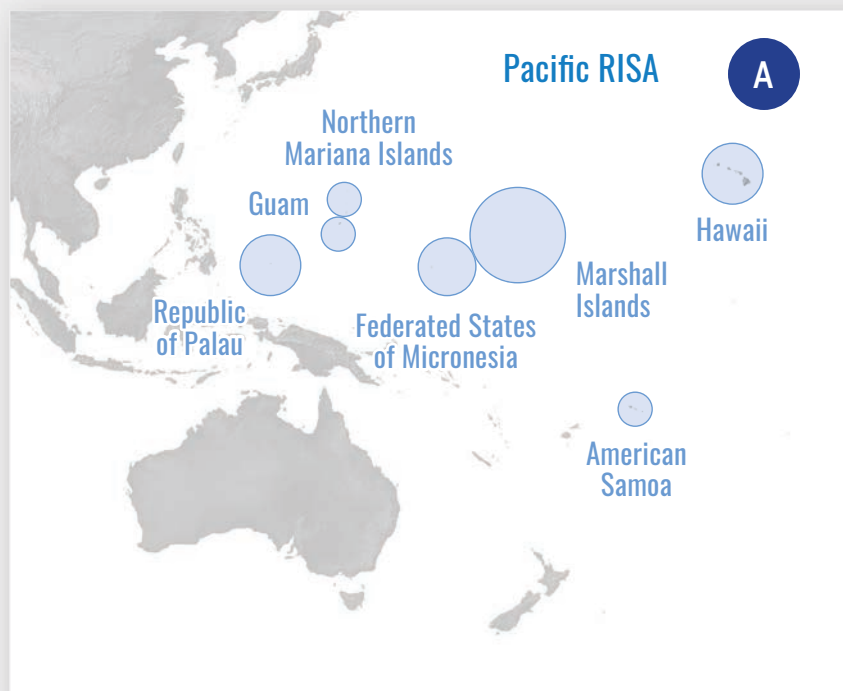 Pacific RISA
A
Northern
Mariana Islands
Guam
Hawaii
Republic
of Palau
Federated States
of Micronesia
Marshall
Islands
American
Samoa